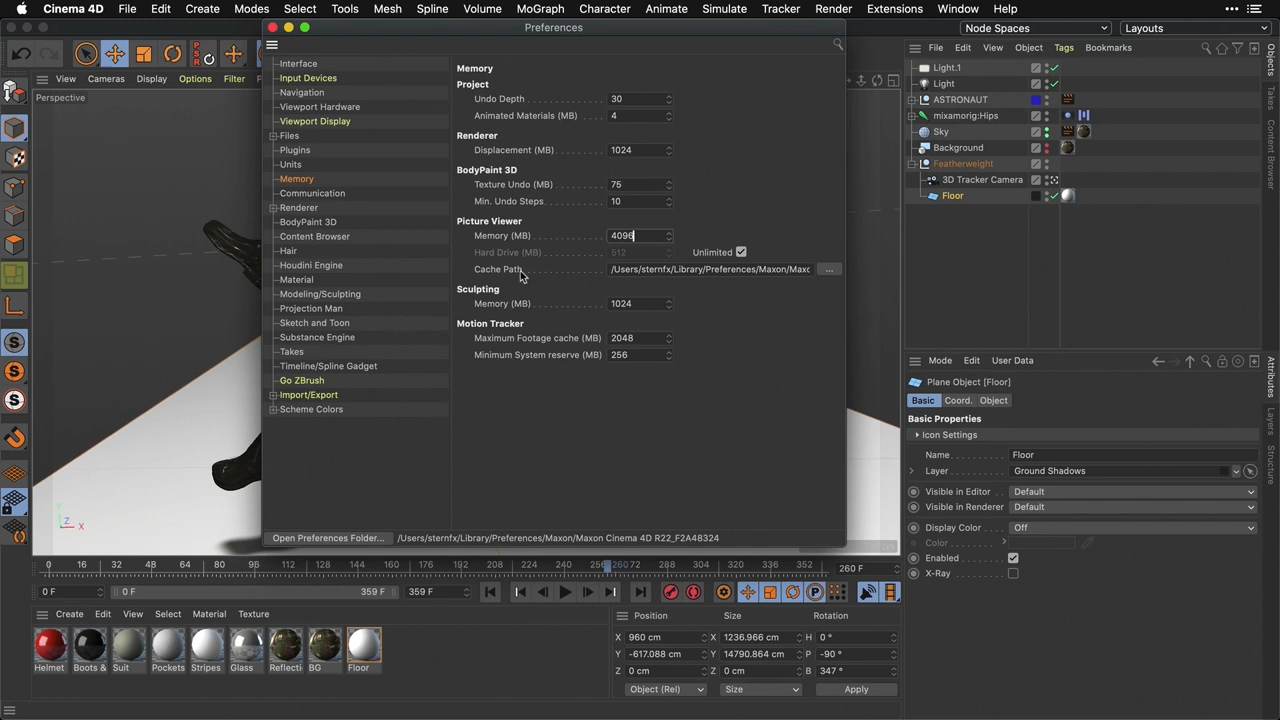 Cinema 4D File Edit Create Modes Select Tools Mesh Spline Volume MoGraph Character Animate Simulate Tracker Render Extensions Window Help
Preferences
Node Spaces Layouts
View Cameras Display Options Filter
File Edit View Object Tags Bookmarks
PSR
Perspective
Interface
Input Devices
Navigation
Viewport Hardware
Viewport Display
Files
Plugins
Units
Memory
Communication
Renderer
BodyPaint 3D
Content Browser
Hair
Houdini Engine
Material
Modeling/Sculpting
Projection Man
Sketch and Toon
Substance Engine
Takes
Timeline/Spline Gadget
Go ZBrush
Import/Export
Scheme Colors
Memory
Project
Undo Depth 30
Animated Materials (MB) 4
Renderer
Displacement (MB) 1024
BodyPaint 3D
Texture Undo (MB) 75
Min. Undo Steps 10
Picture Viewer
Memory (MB) 4096
Hard Drive (MB) 512 Unlimited
Cache Path /Users/sternfx/Library/Preferences/Maxon/Maxc ...
Sculpting
Memory (MB) 1024
Motion Tracker
Maximum Footage cache (MB) 2048
Minimum System reserve (MB) 256
Open Preferences Folder... /Users/sternfx/Library/Preferences/Maxon/Maxon Cinema 4D R22_F2A48324
Light.1
Light
ASTRONAUT
mixamorig:Hips
Sky
Background
Featherweight
3D Tracker Camera
Floor
Objects
Takes
Content Browser
Mode Edit User Data
Plane Object [Floor]
Basic Coord. Object
Basic Properties
Icon Settings
Name Floor
Layer Ground Shadows
Visible in Editor Default
Visible in Renderer Default
Display Color Off
Color
Enabled
X-Ray
Attributes
Layers
Structure
Y
Z X
0 16 32 48 64 80 96 112 128 144 160 176 192 208 224 240 256 260 72 288 304 320 336 352 260 F
0 F 0 F 359 F 359 F
Create Edit View Select Material Texture
Helmet Boots & Suit Pockets Stripes Glass Reflecti BG Floor
Position Size Rotation
X 960 cm X 1236.966 cm H 0 °
Y -617.088 cm Y 14790.864 cm P -90 °
Z 0 cm Z 0 cm B 347 °
Object (Rel) Size Apply